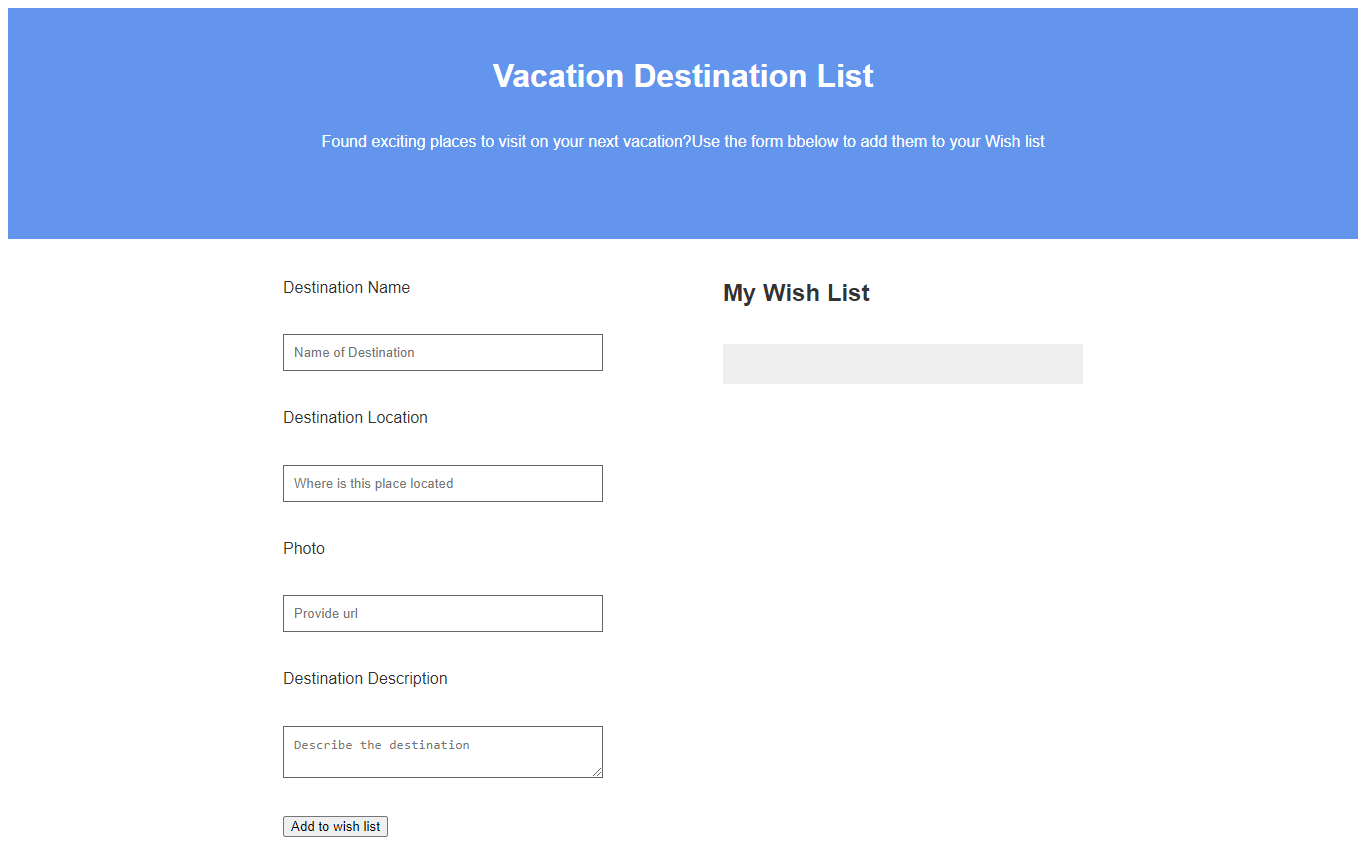 Vacation Destination List
Found exciting places to visit on your next vacation?Use the form bbelow to add them to your Wish list
Destination Name
Name of Destination
Destination Location
Where is this place located
Photo
Provide url
Destination Description
Describe the destination
Add to wish list
My Wish List